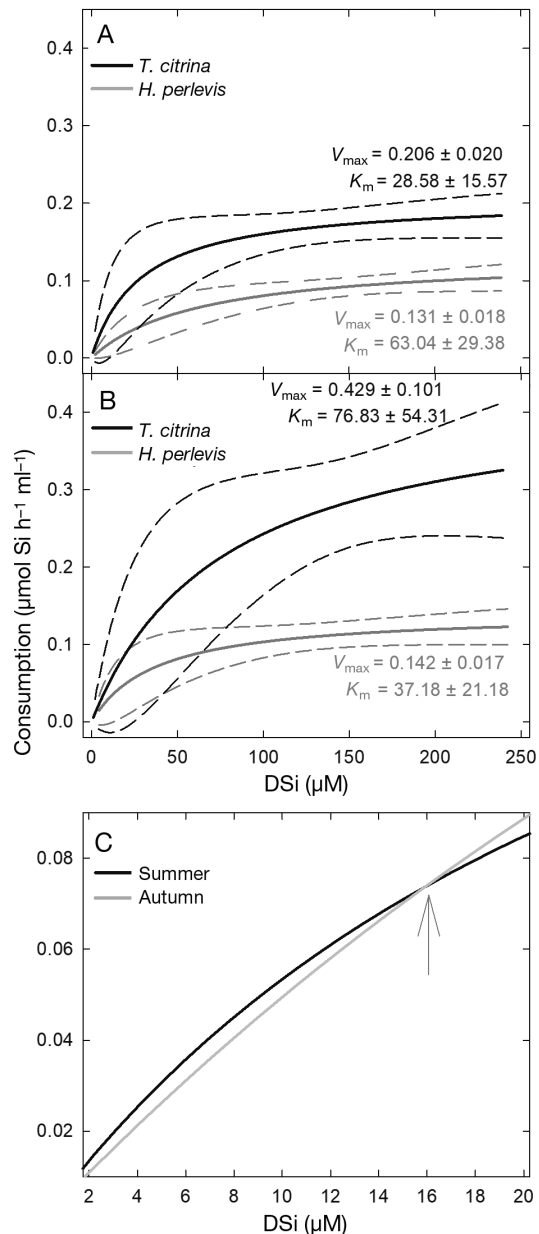 A
T. citrina
H. perlevis
0.4
0.3
Vmax = 0.206 ± 0.020
Km = 28.58 ± 15.57
0.2
0.1
Vmax = 0.131 ± 0.018
Km = 63.04 ± 29.38
0.0
B
Vmax = 0.429 ± 0.101
Km = 76.83 ± 54.31
T. citrina
H. perlevis
0.4
0.3
0.2
0.1
Vmax = 0.142 ± 0.017
Km = 37.18 ± 21.18
0.0
Consumption (µmol Si h⁻¹ ml⁻¹)
0 50 100 150 200 250
DSi (µM)
C
Summer
Autumn
0.08
0.06
0.04
0.02
2 4 6 8 10 12 14 16 18 20
DSi (µM)